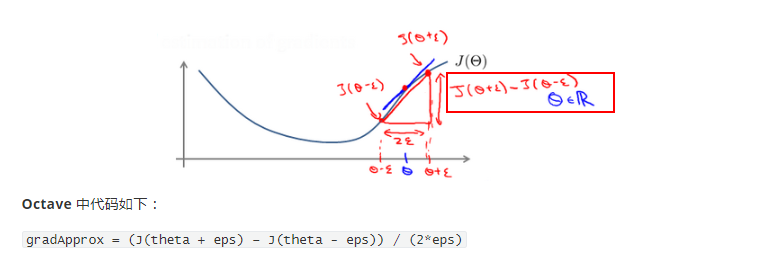 J(θ+ε)
J(Θ)
J(θ-ε)
J(θ+ε)-J(θ-ε)
θ∈ℝ
2ε
θ-ε θ θ+ε
Octave 中代码如下：
gradApprox = (J(theta + eps) – J(theta - eps)) / (2*eps)